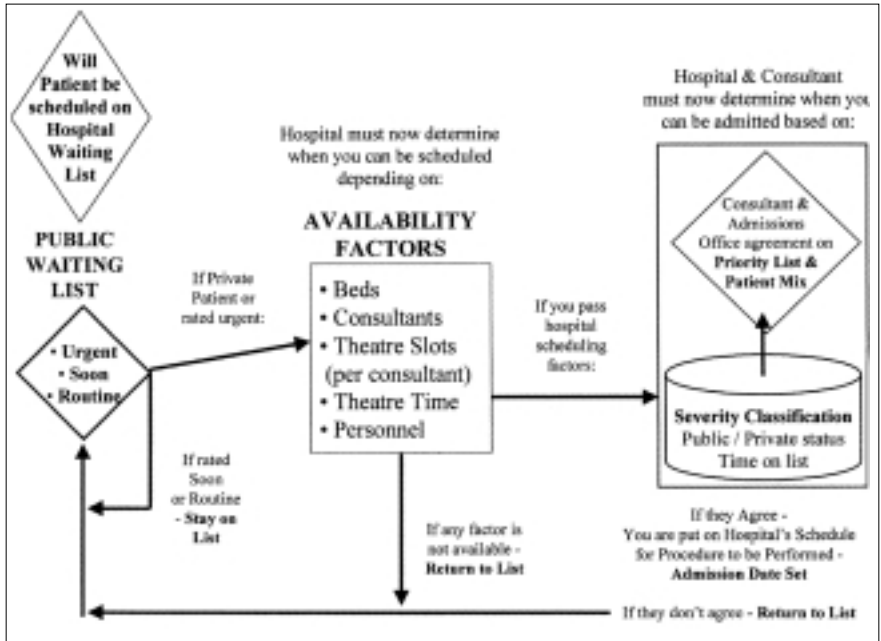 Will
Patient be
scheduled on
Hospital
Waiting
List
PUBLIC
WAITING
LIST
• Urgent
• Soon
• Routine
If Private
Patient or
rated urgent:
If rated
Soon
or Routine
- Stay on
List
Hospital must now determine
when you can be scheduled
depending on:
AVAILABILITY
FACTORS
• Beds
• Consultants
• Theatre Slots
(per consultant)
• Theatre Time
• Personnel
If any factor is
not available -
Return to List
If you pass
hospital
scheduling
factors:
Hospital & Consultant
must now determine when you
can be admitted based on:
Consultant &
Admissions
Office agreement on
Priority List &
Patient Mix
Severity Classification
Public / Private status
Time on list
If they Agree -
You are put on Hospital's Schedule
for Procedure to be Performed -
Admission Date Set
If they don't agree - Return to List